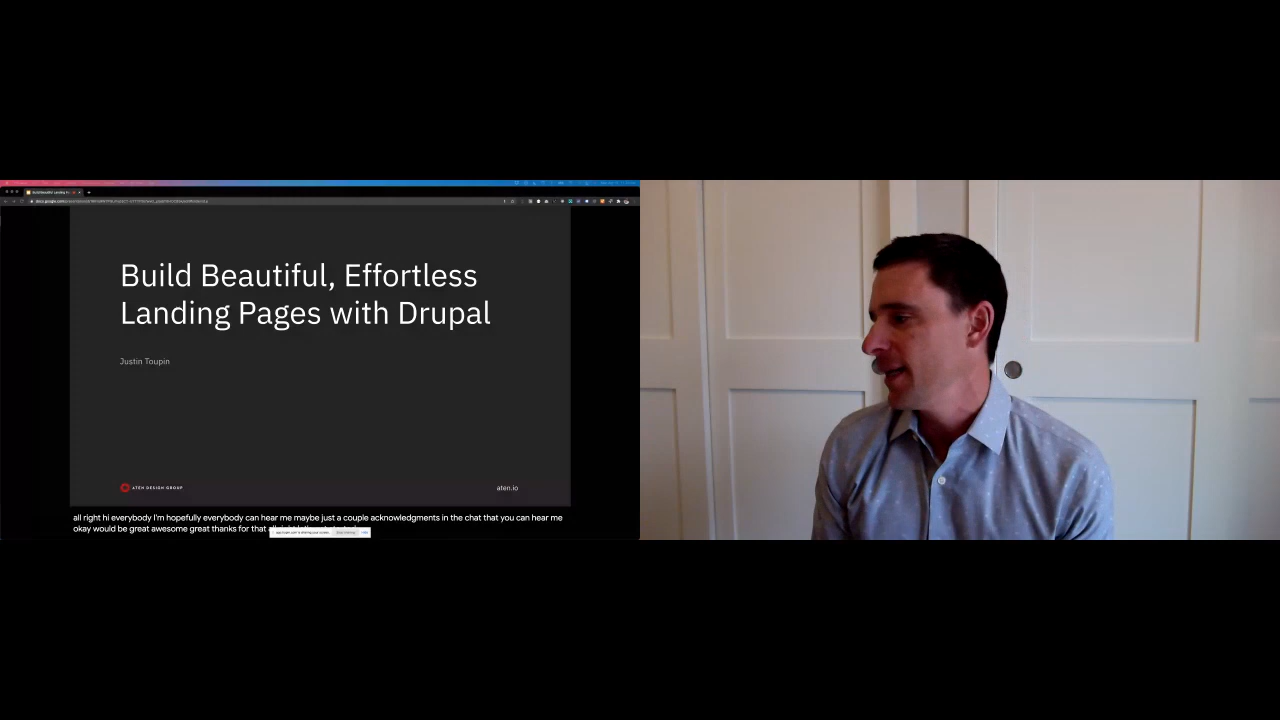 Build Beautiful, Effortless
Landing Pages with Drupal
Justin Toupin
ATEN DESIGN GROUP
aten.io
all right hi everybody I'm hopefully everybody can hear me maybe just a couple acknowledgments in the chat that you can hear me
okay would be great awesome great thanks for that